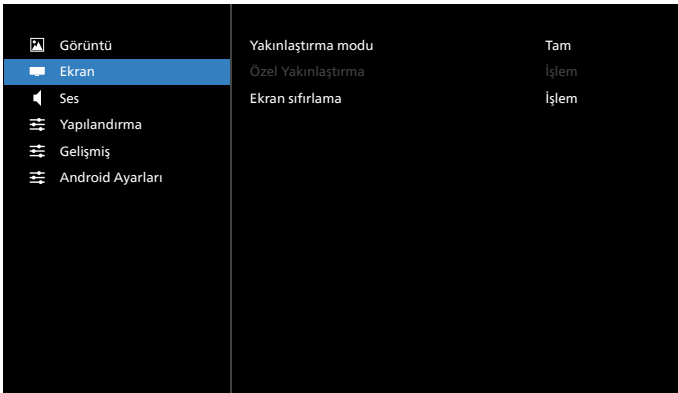 Görüntü
Ekran
Ses
Yapılandırma
Gelişmiş
Android Ayarları
Yakınlaştırma modu Tam
Özel Yakınlaştırma İşlem
Ekran sıfırlama İşlem